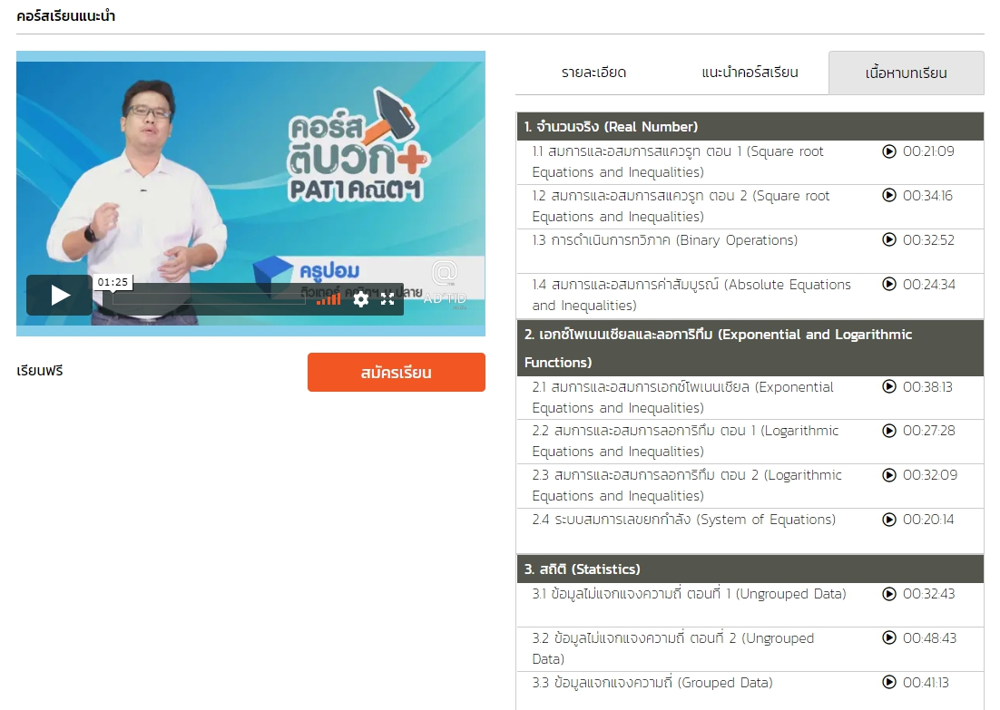 คอร์สเรียนแนะนำ
คอร์ส
ตีบวก+
PAT1คณิตฯ
ครูปอม
ติวเตอร์ คณิตฯ ม.ปลาย
@
AD TID
01:25
เรียนฟรี
สมัครเรียน
รายละเอียด
แนะนำคอร์สเรียน
เนื้อหาบทเรียน
1. จำนวนจริง (Real Number)
1.1 สมการและอสมการสแควรูท ตอน 1 (Square root 00:21:09
Equations and Inequalities)
1.2 สมการและอสมการสแควรูท ตอน 2 (Square root 00:34:16
Equations and Inequalities)
1.3 การดำเนินการทวิภาค (Binary Operations) 00:32:52
1.4 สมการและอสมการค่าสัมบูรณ์ (Absolute Equations 00:24:34
and Inequalities)
2. เอกซ์โพเนนเชียลและลอการิทึม (Exponential and Logarithmic
Functions)
2.1 สมการและอสมการเอกซ์โพเนนเชียล (Exponential 00:38:13
Equations and Inequalities)
2.2 สมการและอสมการลอการิทึม ตอน 1 (Logarithmic 00:27:28
Equations and Inequalities)
2.3 สมการและอสมการลอการิทึม ตอน 2 (Logarithmic 00:32:09
Equations and Inequalities)
2.4 ระบบสมการเลขยกกำลัง (System of Equations) 00:20:14
3. สถิติ (Statistics)
3.1 ข้อมูลไม่แจกแจงความถี่ ตอนที่ 1 (Ungrouped Data) 00:32:43
3.2 ข้อมูลไม่แจกแจงความถี่ ตอนที่ 2 (Ungrouped 00:48:43
Data)
3.3 ข้อมูลแจกแจงความถี่ (Grouped Data) 00:41:13